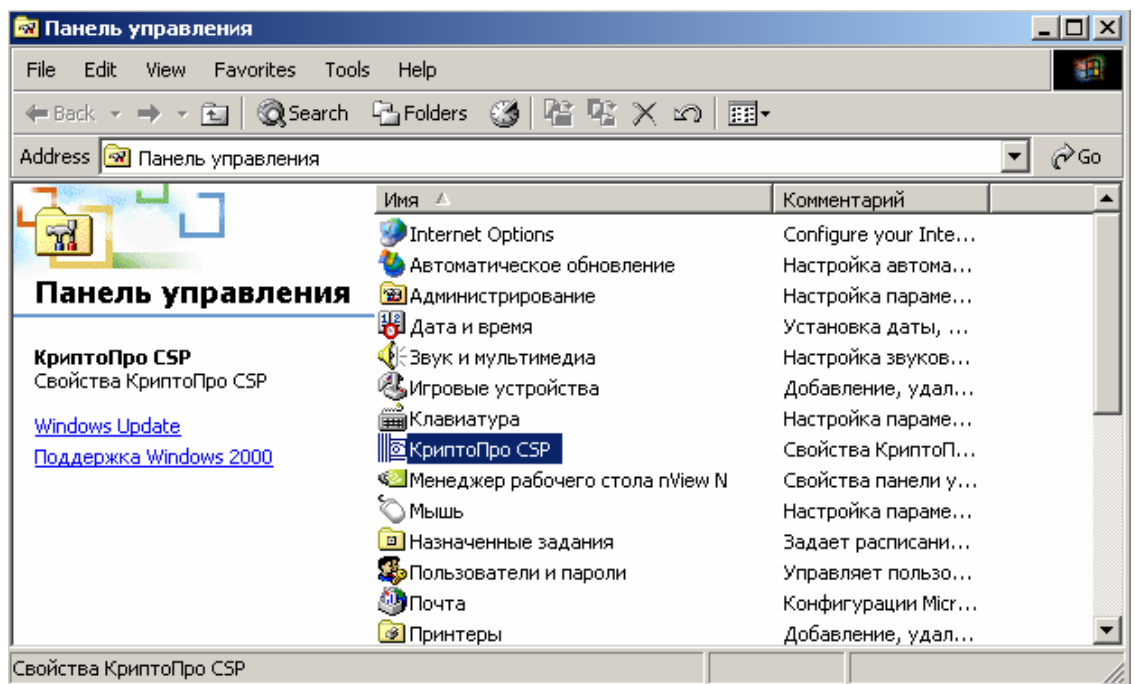 Панель управления
File Edit View Favorites Tools Help
Back Search Folders
Address Панель управления Go
Имя Комментарий
Internet Options Configure your Inte...
Автоматическое обновление Настройка автома...
Администрирование Настройка параме...
Дата и время Установка даты, ...
Звук и мультимедиа Настройка звуков...
Игровые устройства Добавление, удал...
Клавиатура Настройка параме...
КриптоПро CSP Свойства КриптоП...
Менеджер рабочего стола nView N Свойства панели у...
Мышь Настройка параме...
Назначенные задания Задает расписани...
Пользователи и пароли Управляет пользо...
Почта Конфигурации Micr...
Принтеры Добавление, удал...
Панель управления
КриптоПро CSP
Свойства КриптоПро CSP
Windows Update
Поддержка Windows 2000
Свойства КриптоПро CSP